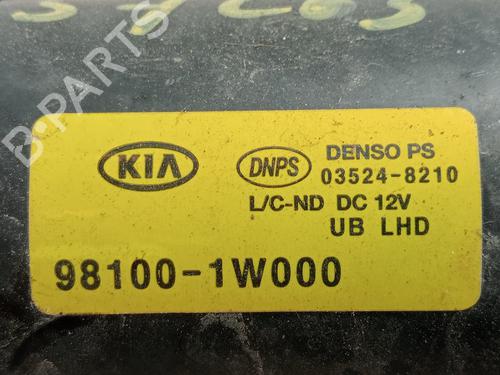 KIA
DNPS
DENSO PS
03524-8210
L/C-ND DC 12V
UB LHD
98100-1W000
B-PARTS